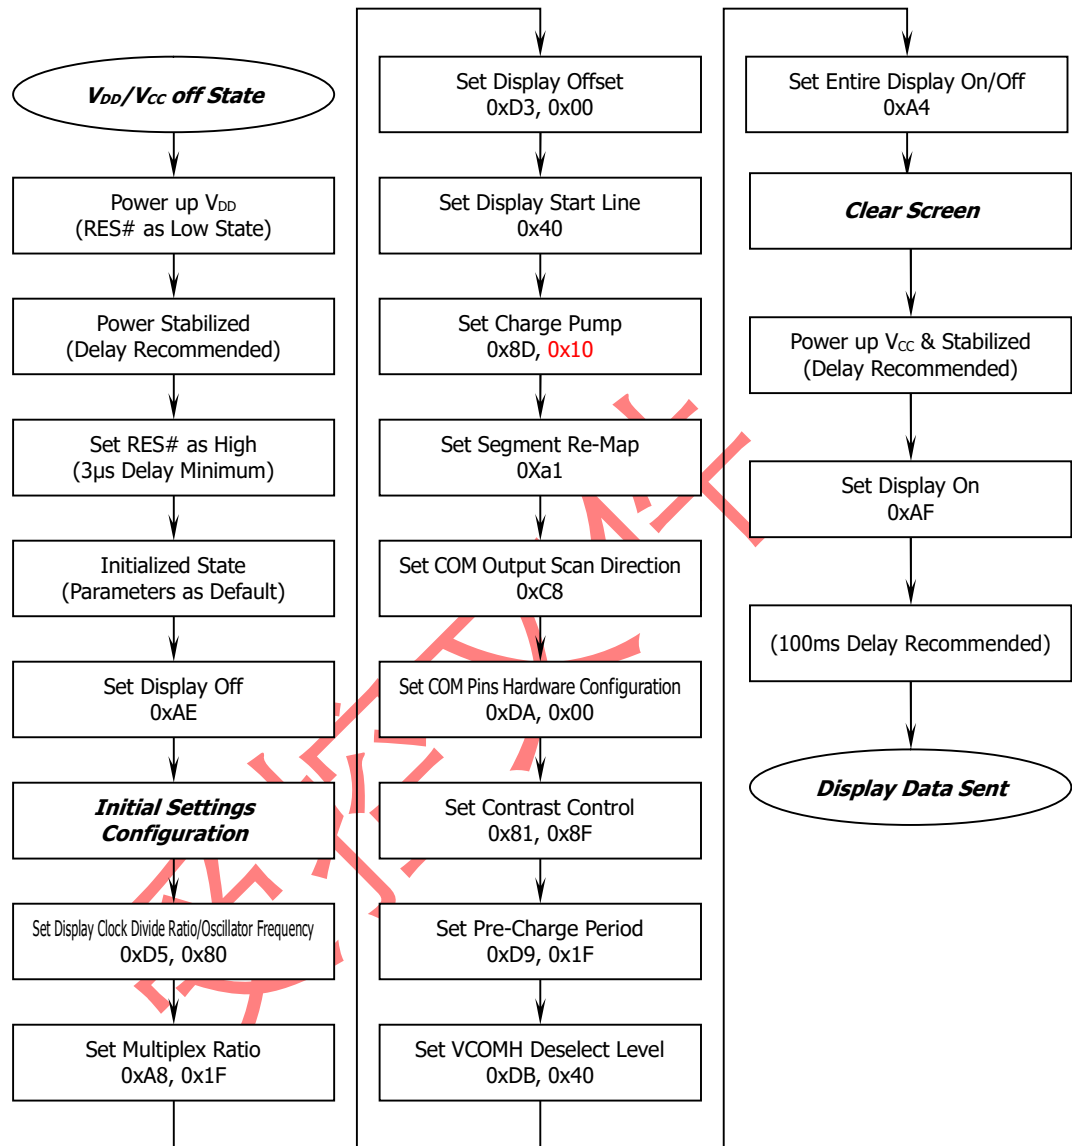 V_DD/V_CC off State
Power up V_DD
(RES# as Low State)
Power Stabilized
(Delay Recommended)
Set RES# as High
(3µs Delay Minimum)
Initialized State
(Parameters as Default)
Set Display Off
0xAE
Initial Settings
Configuration
Set Display Clock Divide Ratio/Oscillator Frequency
0xD5, 0x80
Set Multiplex Ratio
0xA8, 0x1F
Set Display Offset
0xD3, 0x00
Set Display Start Line
0x40
Set Charge Pump
0x8D, 0x10
Set Segment Re-Map
0Xa1
Set COM Output Scan Direction
0xC8
Set COM Pins Hardware Configuration
0xDA, 0x00
Set Contrast Control
0x81, 0x8F
Set Pre-Charge Period
0xD9, 0x1F
Set VCOMH Deselect Level
0xDB, 0x40
Set Entire Display On/Off
0xA4
Clear Screen
Power up V_CC & Stabilized
(Delay Recommended)
Set Display On
0xAF
(100ms Delay Recommended)
Display Data Sent